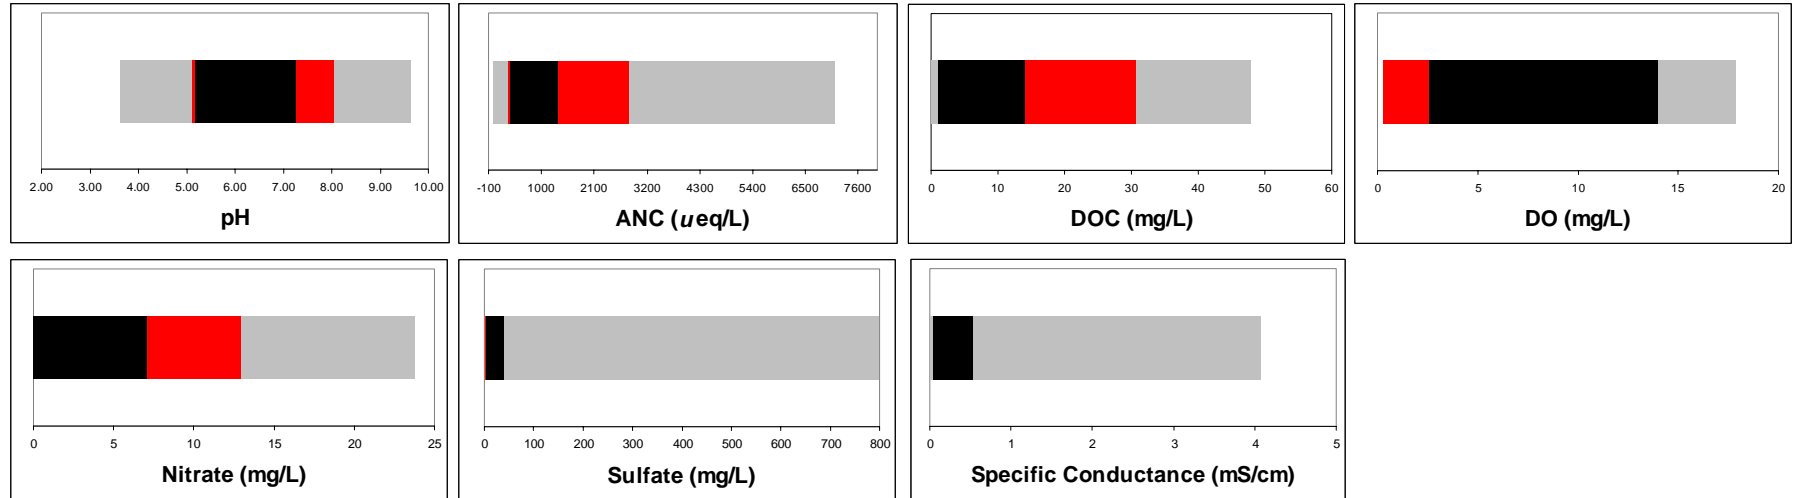 2.00 3.00 4.00 5.00 6.00 7.00 8.00 9.00 10.00
pH
-100 1000 2100 3200 4300 5400 6500 7600
ANC (ueq/L)
0 10 20 30 40 50 60
DOC (mg/L)
0 5 10 15 20
DO (mg/L)
0 5 10 15 20 25
Nitrate (mg/L)
0 100 200 300 400 500 600 700 800
Sulfate (mg/L)
0 1 2 3 4 5
Specific Conductance (mS/cm)